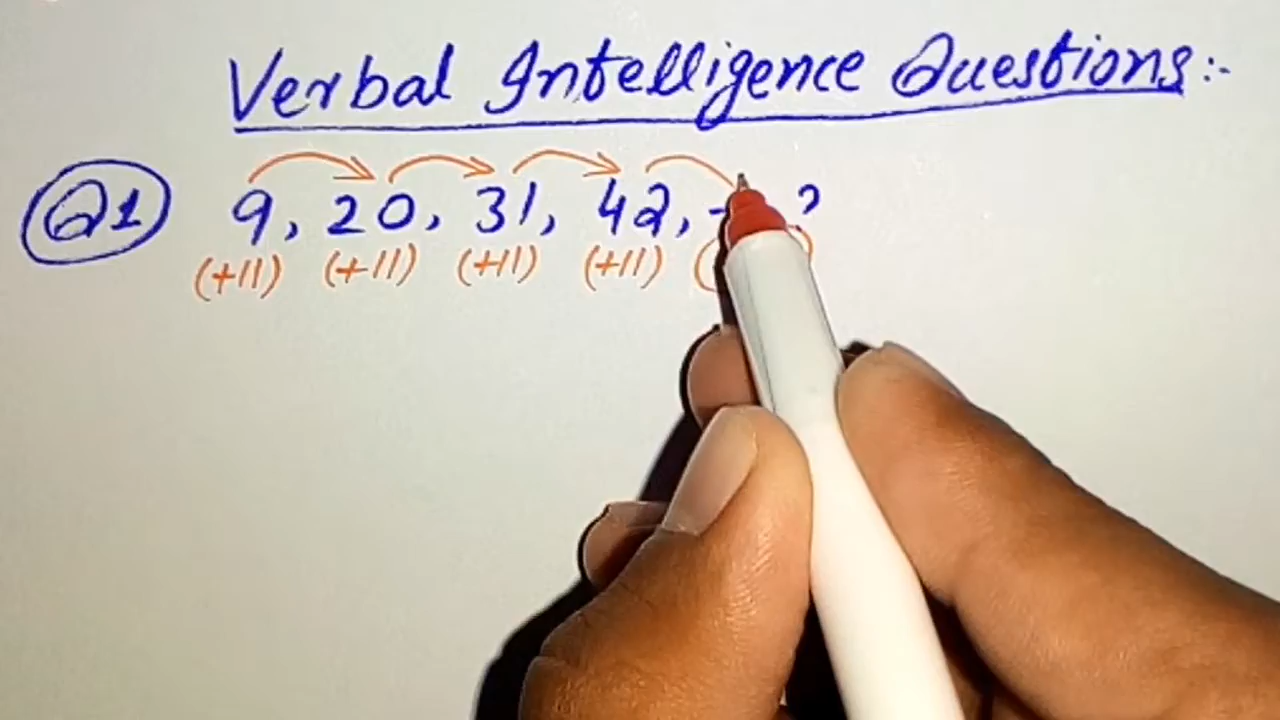 Verbal Intelligence Questions:-
Q1 9, 20, 31, 42, - ?
(+11) (+11) (+11) (+11) (